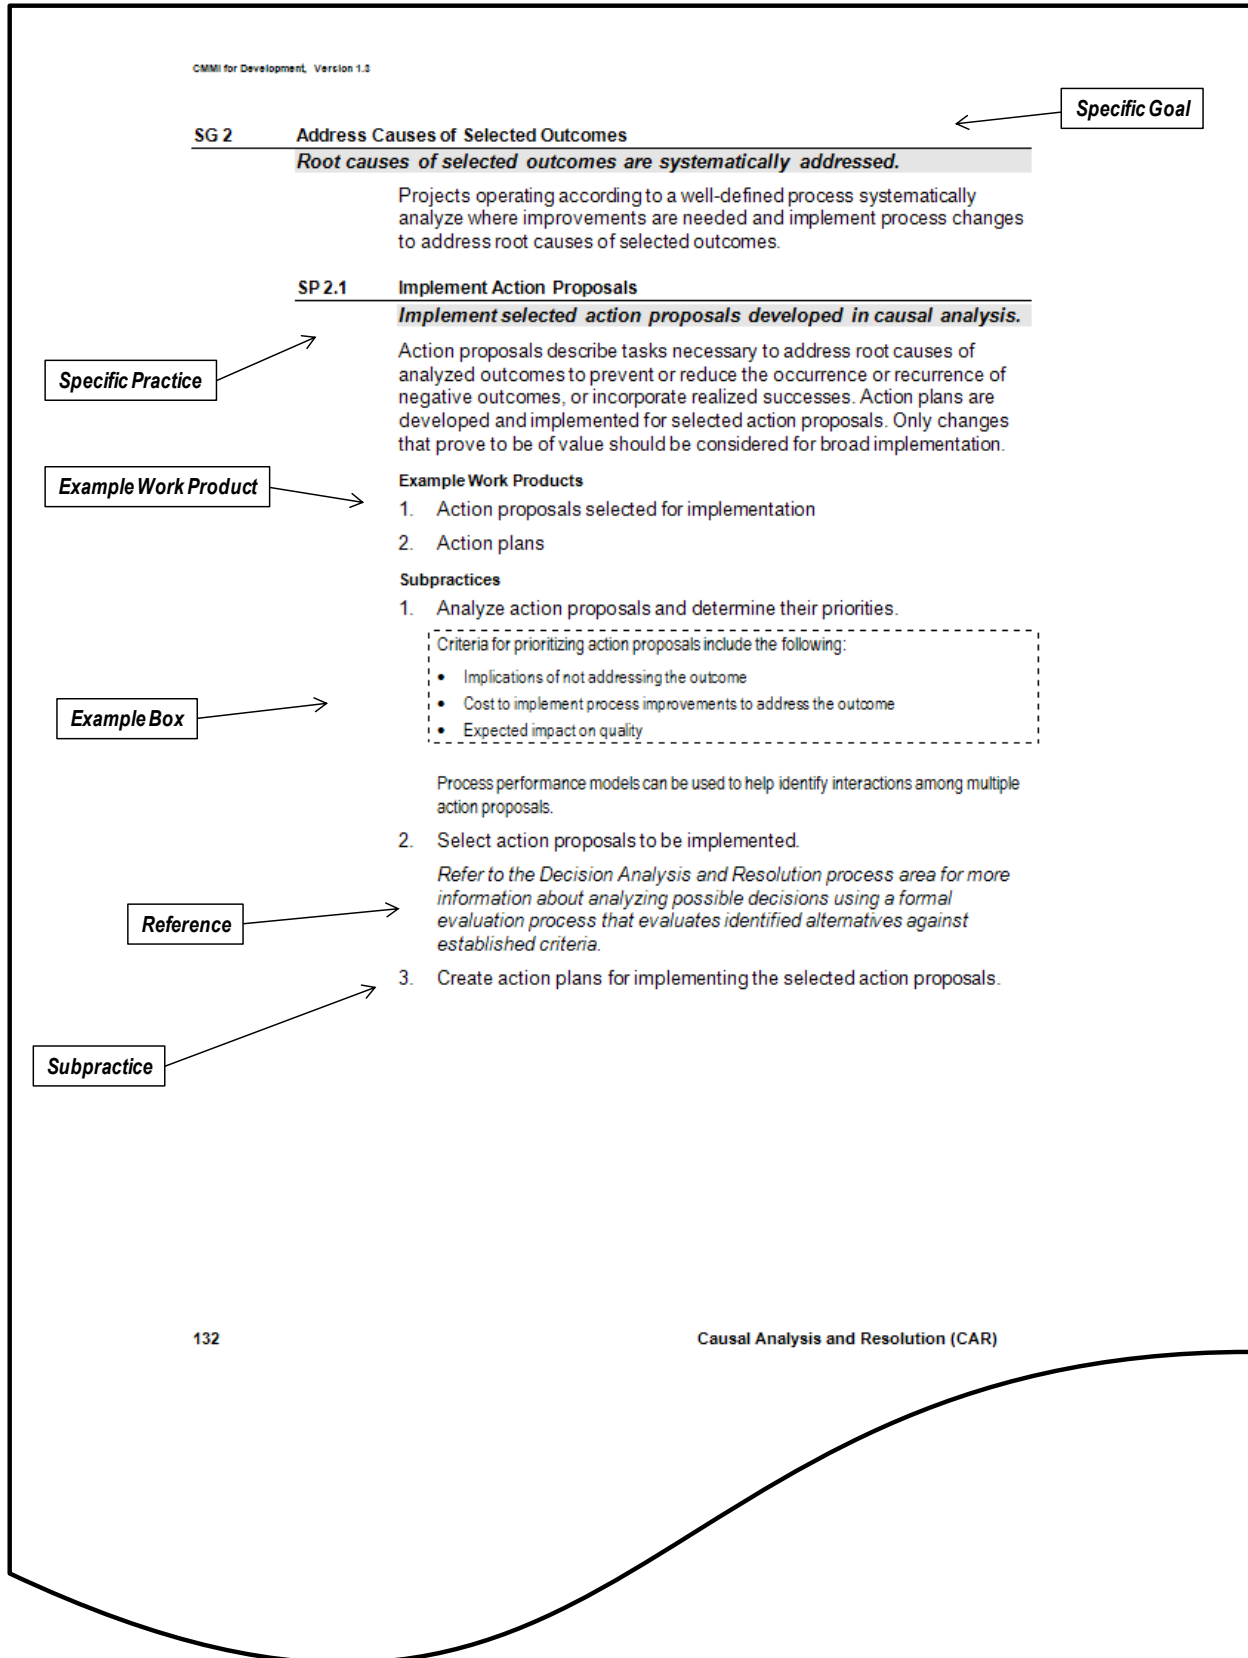 CMMI for Development, Version 1.3
Specific Goal
SG 2 Address Causes of Selected Outcomes
Root causes of selected outcomes are systematically addressed.
Projects operating according to a well-defined process systematically
analyze where improvements are needed and implement process changes
to address root causes of selected outcomes.
SP 2.1 Implement Action Proposals
Implement selected action proposals developed in causal analysis.
Specific Practice
Action proposals describe tasks necessary to address root causes of
analyzed outcomes to prevent or reduce the occurrence or recurrence of
negative outcomes, or incorporate realized successes. Action plans are
developed and implemented for selected action proposals. Only changes
that prove to be of value should be considered for broad implementation.
Example Work Product
Example Work Products
1. Action proposals selected for implementation
2. Action plans
Subpractices
1. Analyze action proposals and determine their priorities.
Example Box
Criteria for prioritizing action proposals include the following:
• Implications of not addressing the outcome
• Cost to implement process improvements to address the outcome
• Expected impact on quality
Process performance models can be used to help identify interactions among multiple
action proposals.
2. Select action proposals to be implemented.
Reference
Refer to the Decision Analysis and Resolution process area for more
information about analyzing possible decisions using a formal
evaluation process that evaluates identified alternatives against
established criteria.
3. Create action plans for implementing the selected action proposals.
Subpractice
132 Causal Analysis and Resolution (CAR)